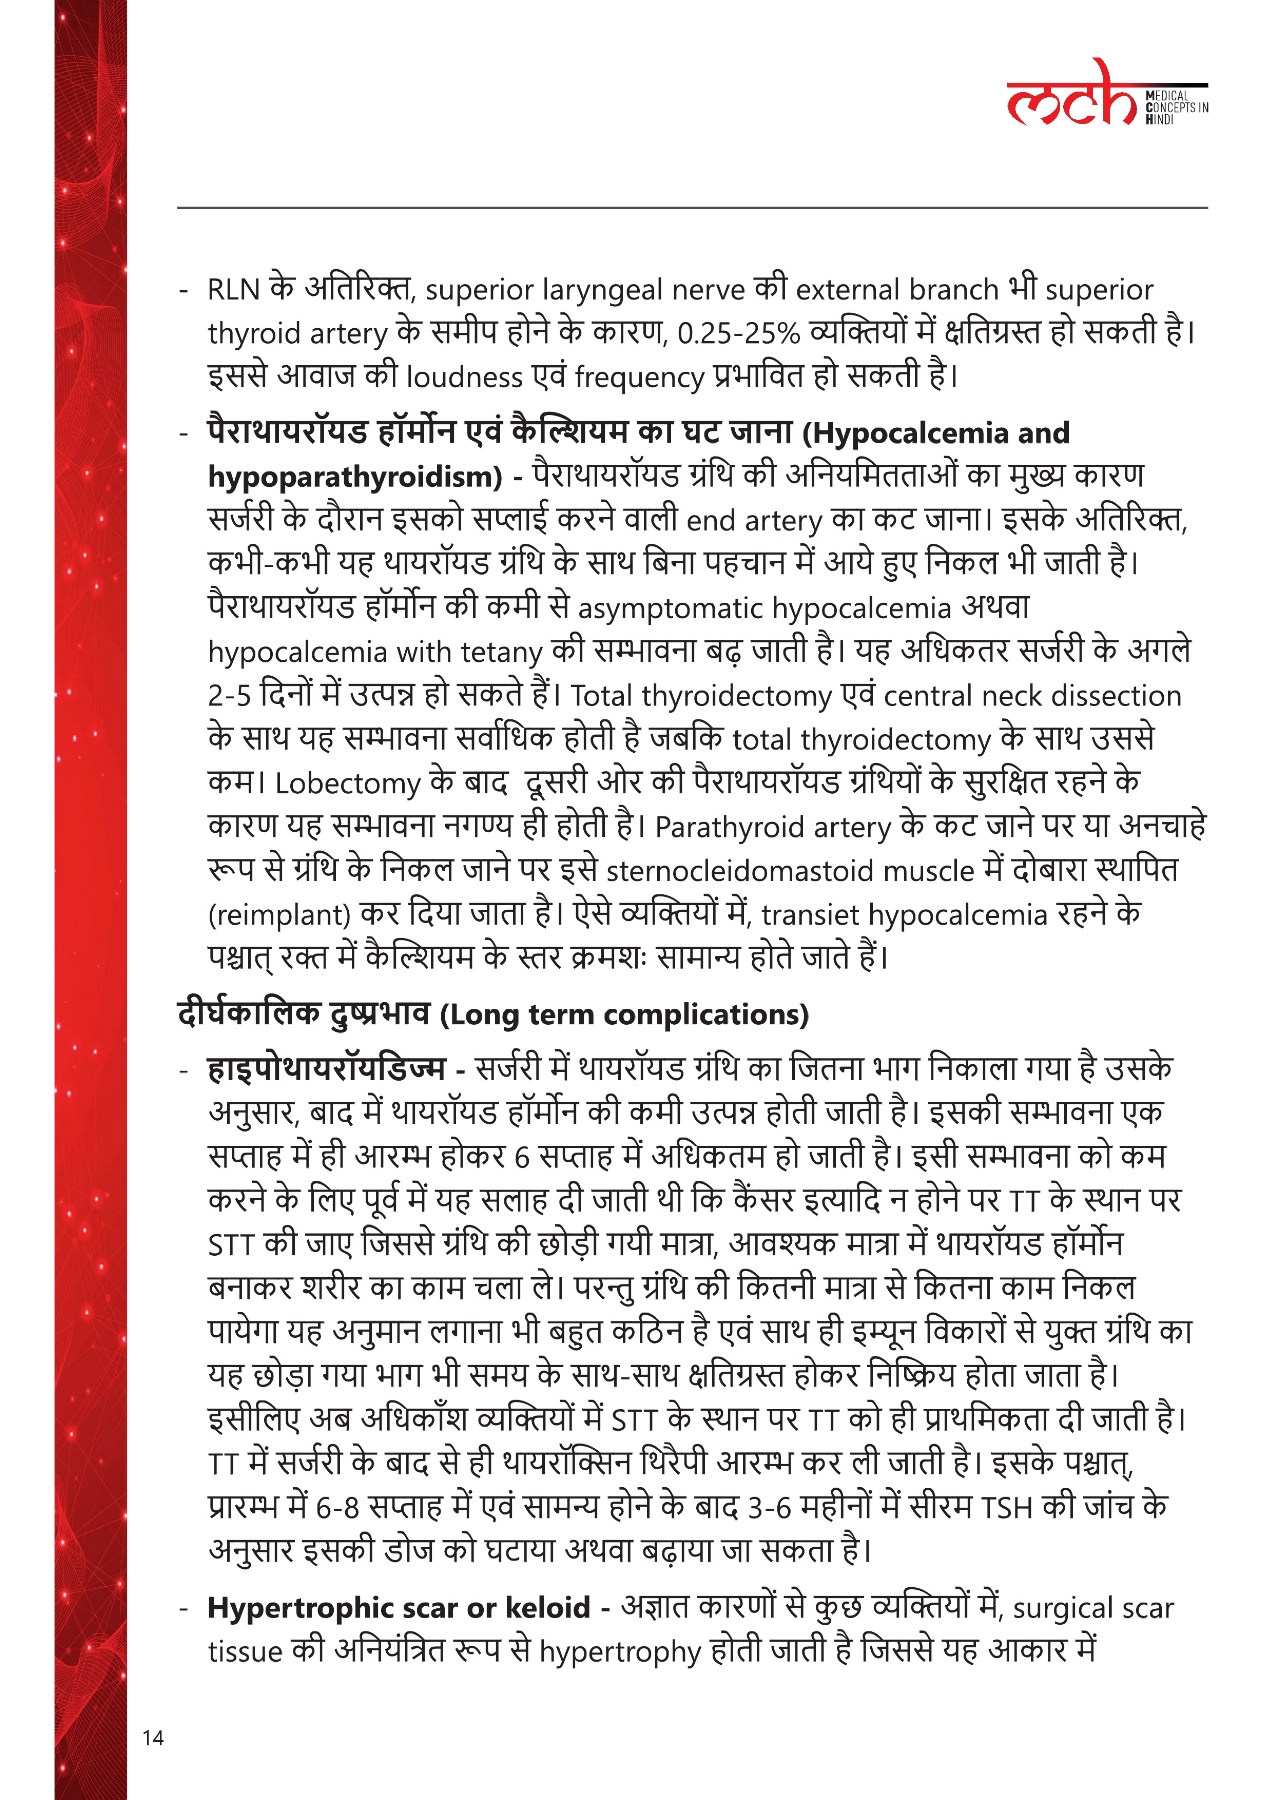 mch MEDICAL
CONCEPTS IN
HINDI
- RLN के अतिरिक्त, superior laryngeal nerve की external branch भी superior
thyroid artery के समीप होने के कारण, 0.25-25% व्यक्तियों में क्षतिग्रस्त हो सकती है।
इससे आवाज की loudness एवं frequency प्रभावित हो सकती है।
- पैराथायरॉयड हॉर्मोन एवं कैल्शियम का घट जाना (Hypocalcemia and
hypoparathyroidism) - पैराथायरॉयड ग्रंथि की अनियमितताओं का मुख्य कारण
सर्जरी के दौरान इसको सप्लाई करने वाली end artery का कट जाना। इसके अतिरिक्त,
कभी-कभी यह थायरॉयड ग्रंथि के साथ बिना पहचान में आये हुए निकल भी जाती है।
पैराथायरॉयड हॉर्मोन की कमी से asymptomatic hypocalcemia अथवा
hypocalcemia with tetany की सम्भावना बढ़ जाती है। यह अधिकतर सर्जरी के अगले
2-5 दिनों में उत्पन्न हो सकते हैं। Total thyroidectomy एवं central neck dissection
के साथ यह सम्भावना सर्वाधिक होती है जबकि total thyroidectomy के साथ उससे
कम। Lobectomy के बाद दूसरी ओर की पैराथायरॉयड ग्रंथियों के सुरक्षित रहने के
कारण यह सम्भावना नगण्य ही होती है। Parathyroid artery के कट जाने पर या अनचाहे
रूप से ग्रंथि के निकल जाने पर इसे sternocleidomastoid muscle में दोबारा स्थापित
(reimplant) कर दिया जाता है। ऐसे व्यक्तियों में, transiet hypocalcemia रहने के
पश्चात् रक्त में कैल्शियम के स्तर क्रमशः सामान्य होते जाते हैं।
दीर्घकालिक दुष्प्रभाव (Long term complications)
- हाइपोथायरॉयडिज्म - सर्जरी में थायरॉयड ग्रंथि का जितना भाग निकाला गया है उसके
अनुसार, बाद में थायरॉयड हॉर्मोन की कमी उत्पन्न होती जाती है। इसकी सम्भावना एक
सप्ताह में ही आरम्भ होकर 6 सप्ताह में अधिकतम हो जाती है। इसी सम्भावना को कम
करने के लिए पूर्व में यह सलाह दी जाती थी कि कैंसर इत्यादि न होने पर TT के स्थान पर
STT की जाए जिससे ग्रंथि की छोड़ी गयी मात्रा, आवश्यक मात्रा में थायरॉयड हॉर्मोन
बनाकर शरीर का काम चला ले। परन्तु ग्रंथि की कितनी मात्रा से कितना काम निकल
पायेगा यह अनुमान लगाना भी बहुत कठिन है एवं साथ ही इम्यून विकारों से युक्त ग्रंथि का
यह छोड़ा गया भाग भी समय के साथ-साथ क्षतिग्रस्त होकर निष्क्रिय होता जाता है।
इसीलिए अब अधिकाँश व्यक्तियों में STT के स्थान पर TT को ही प्राथमिकता दी जाती है।
TT में सर्जरी के बाद से ही थायरॉक्सिन थिरैपी आरम्भ कर ली जाती है। इसके पश्चात्,
प्रारम्भ में 6-8 सप्ताह में एवं सामन्य होने के बाद 3-6 महीनों में सीरम TSH की जांच के
अनुसार इसकी डोज को घटाया अथवा बढ़ाया जा सकता है।
- Hypertrophic scar or keloid - अज्ञात कारणों से कुछ व्यक्तियों में, surgical scar
tissue की अनियंत्रित रूप से hypertrophy होती जाती है जिससे यह आकार में
14